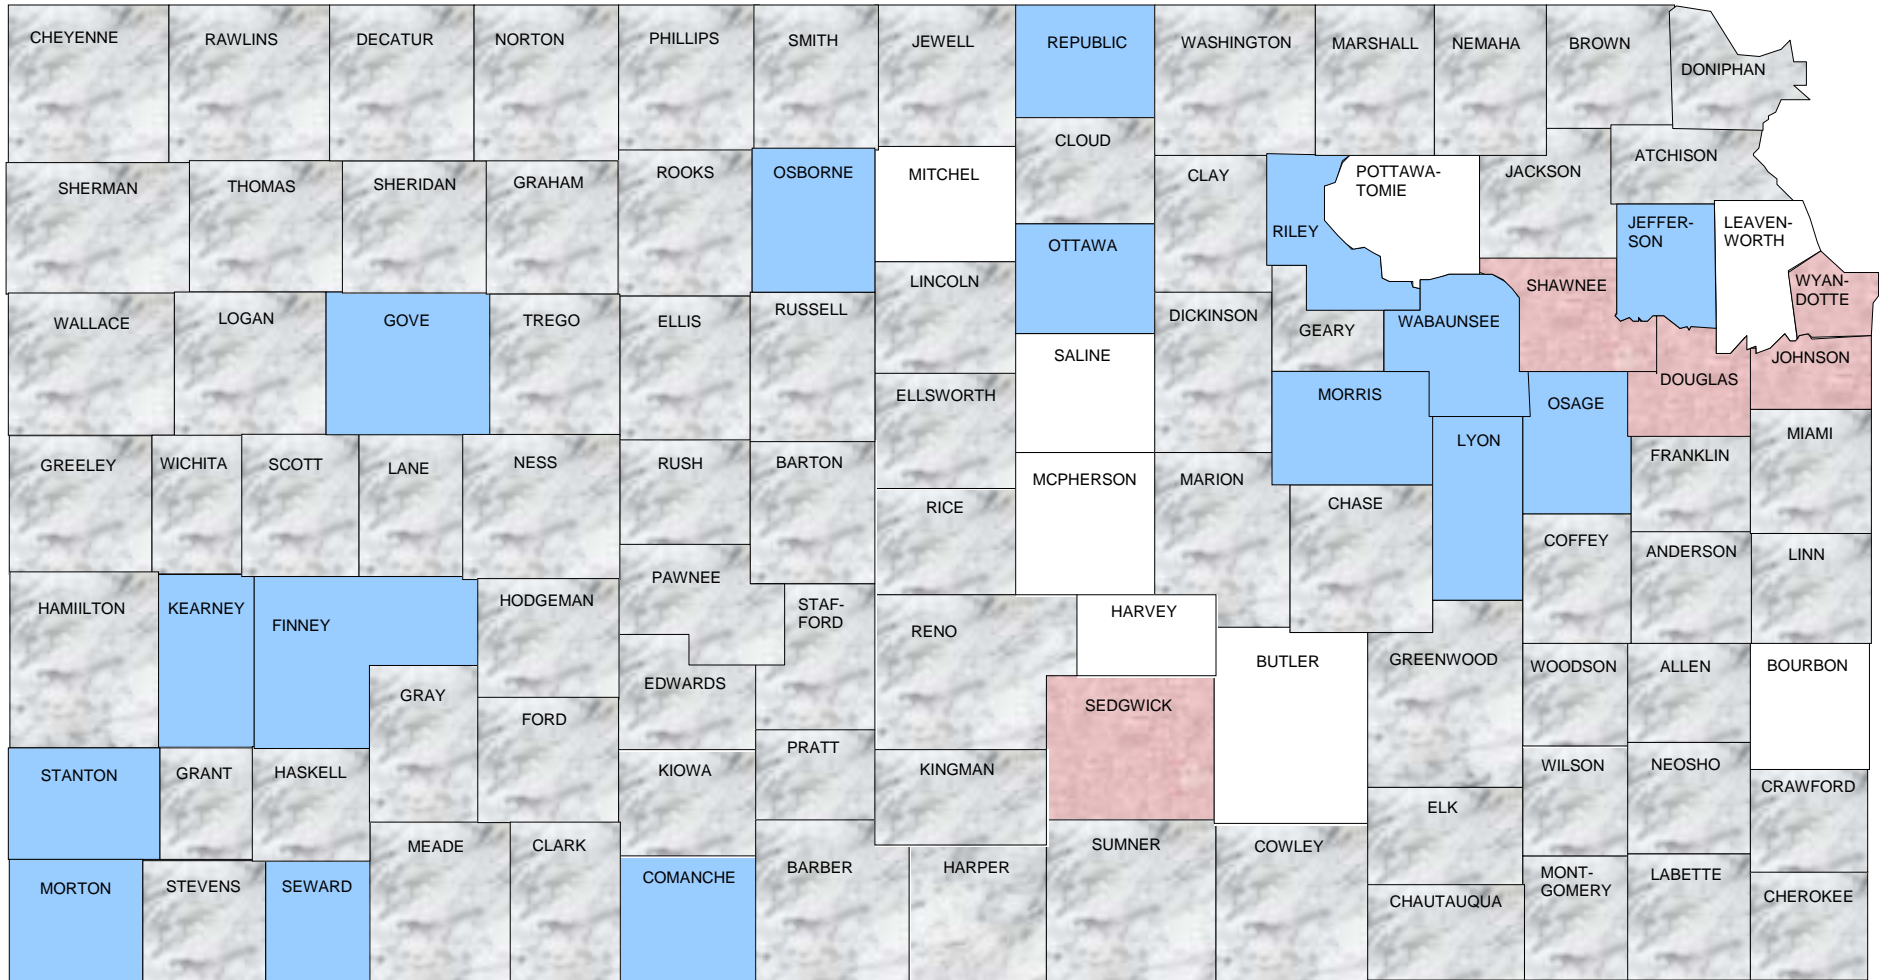 CHEYENNE
RAWLINS
DECATUR
NORTON
PHILLIPS
SMITH
JEWELL
REPUBLIC
WASHINGTON
MARSHALL
NEMAHA
BROWN
DONIPHAN
CLOUD
SHERMAN
THOMAS
SHERIDAN
GRAHAM
ROOKS
OSBORNE
MITCHEL
CLAY
RILEY
POTTAWA-
TOMIE
JACKSON
ATCHISON
JEFFER-
SON
LEAVEN-
WORTH
OTTAWA
LINCOLN
WALLACE
LOGAN
GOVE
TREGO
ELLIS
RUSSELL
DICKINSON
GEARY
WABAUNSEE
SHAWNEE
WYAN-
DOTTE
SALINE
ELLSWORTH
MORRIS
OSAGE
DOUGLAS
JOHNSON
GREELEY
WICHITA
SCOTT
LANE
NESS
RUSH
BARTON
RICE
MCPHERSON
MARION
CHASE
LYON
FRANKLIN
MIAMI
COFFEY
ANDERSON
LINN
HAMIILTON
KEARNEY
FINNEY
HODGEMAN
PAWNEE
STAF-
FORD
RENO
HARVEY
BUTLER
GREENWOOD
WOODSON
ALLEN
BOURBON
GRAY
FORD
EDWARDS
PRATT
KIOWA
KINGMAN
SEDGWICK
STANTON
GRANT
HASKELL
WILSON
NEOSHO
CRAWFORD
ELK
MEADE
CLARK
SUMNER
COWLEY
MORTON
STEVENS
SEWARD
COMANCHE
BARBER
HARPER
CHAUTAUQUA
MONT-
GOMERY
LABETTE
CHEROKEE